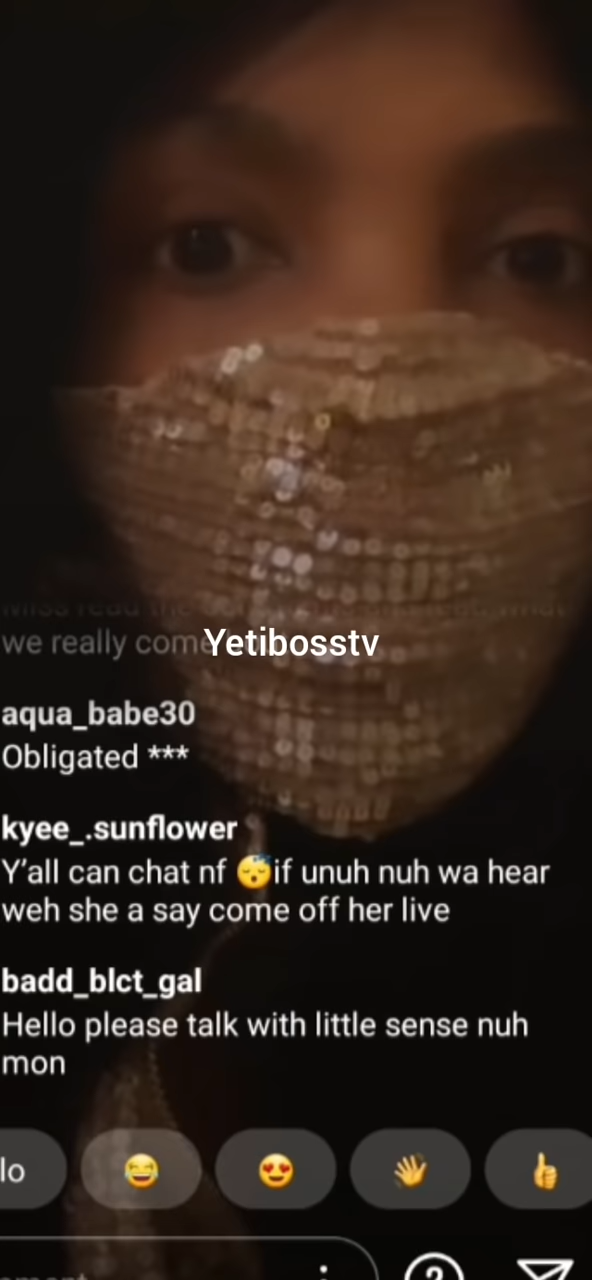 we really come
Yetibosstv
aqua_babe30
Obligated ***
kyee_.sunflower
Y'all can chat nf 😴if unuh nuh wa hear
weh she a say come off her live
badd_blct_gal
Hello please talk with little sense nuh
mon
lo 😂 😍 👋 👍